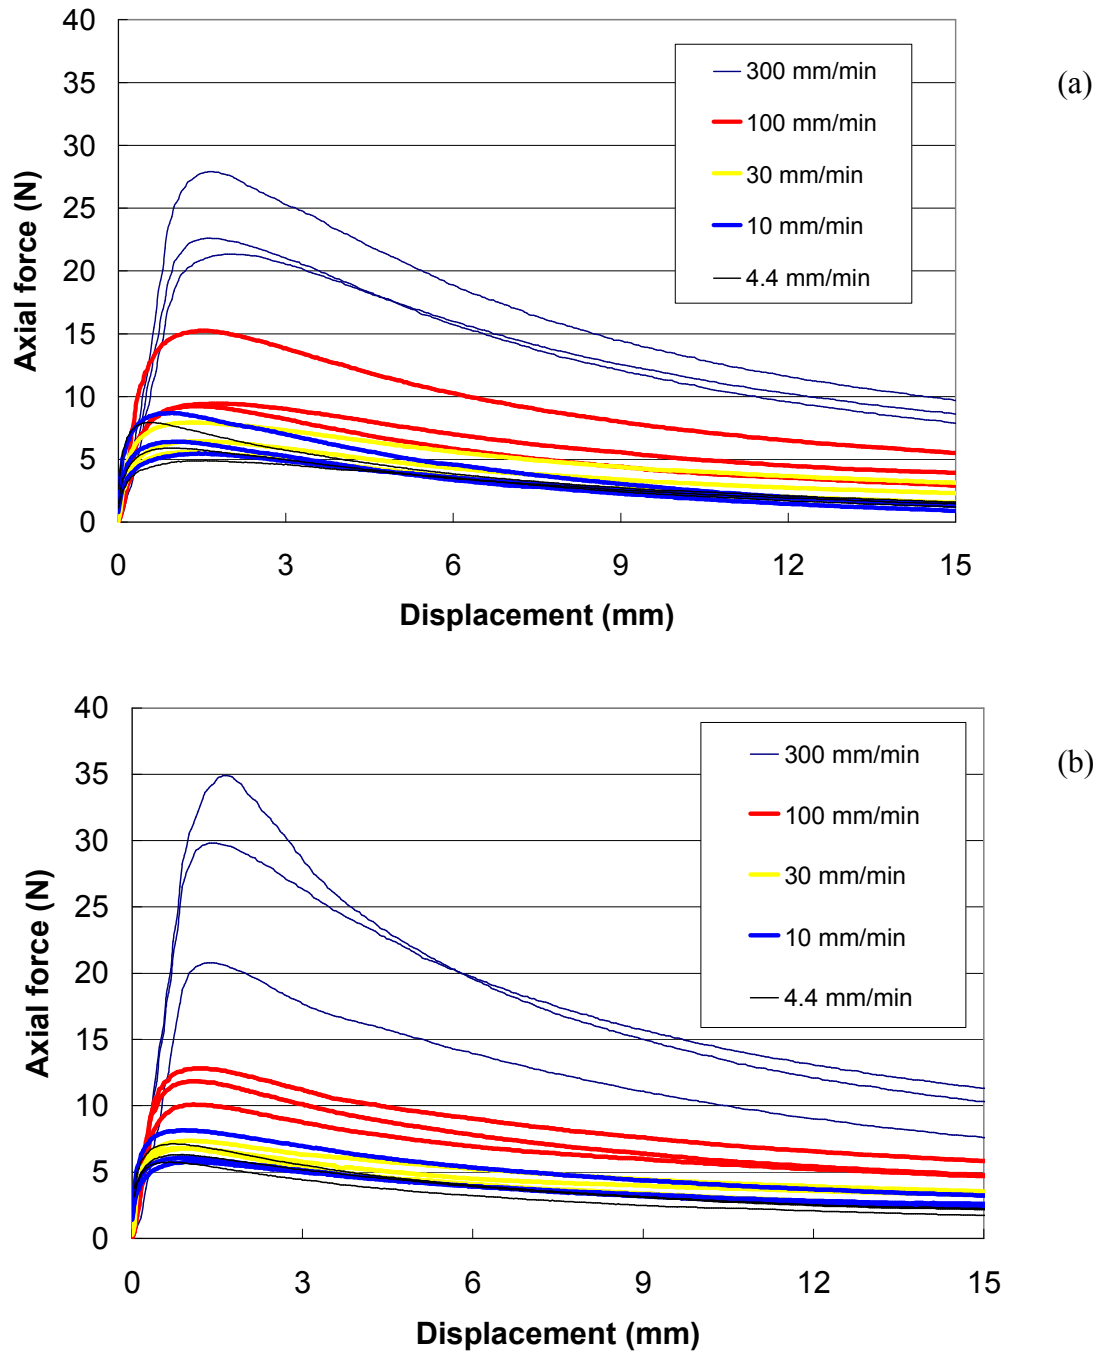 40
35
30
25
20
15
10
5
0
Axial force (N)
300 mm/min
100 mm/min
30 mm/min
10 mm/min
4.4 mm/min
(a)
0 3 6 9 12 15
Displacement (mm)
40
35
30
25
20
15
10
5
0
Axial force (N)
300 mm/min
100 mm/min
30 mm/min
10 mm/min
4.4 mm/min
(b)
0 3 6 9 12 15
Displacement (mm)